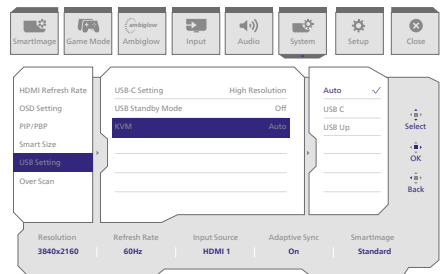 SmartImage Game Mode Ambiglow Input Audio System Setup Close
ambiglow
HDMI Refresh Rate
OSD Setting
PIP/PBP
Smart Size
USB Setting
Over Scan
USB-C Setting High Resolution
USB Standby Mode Off
KVM Auto
Auto
USB C
USB Up
Select
OK
Back
Resolution Refresh Rate Input Source Adaptive Sync SmartImage
3840x2160 60Hz HDMI 1 On Standard